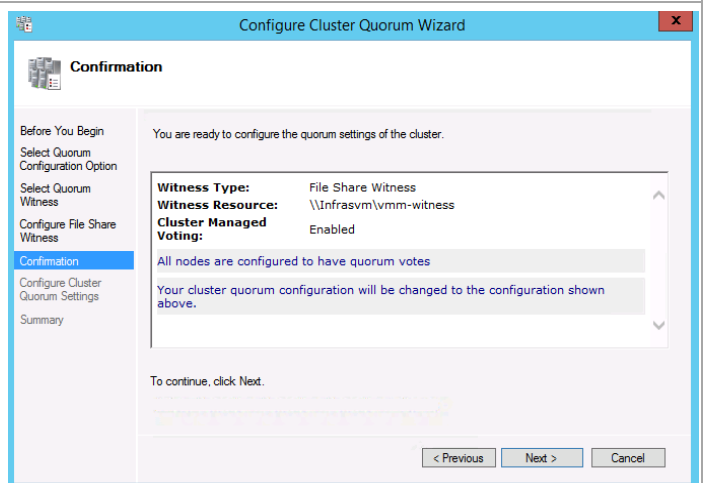 Configure Cluster Quorum Wizard
x
Confirmation
Before You Begin
Select Quorum
Configuration Option
Select Quorum
Witness
Configure File Share
Witness
Confirmation
Configure Cluster
Quorum Settings
Summary
You are ready to configure the quorum settings of the cluster.
Witness Type: File Share Witness
Witness Resource: \\Infrasvm\vmm-witness
Cluster Managed
Voting: Enabled
All nodes are configured to have quorum votes
Your cluster quorum configuration will be changed to the configuration shown
above.
To continue, click Next.
< Previous Next > Cancel